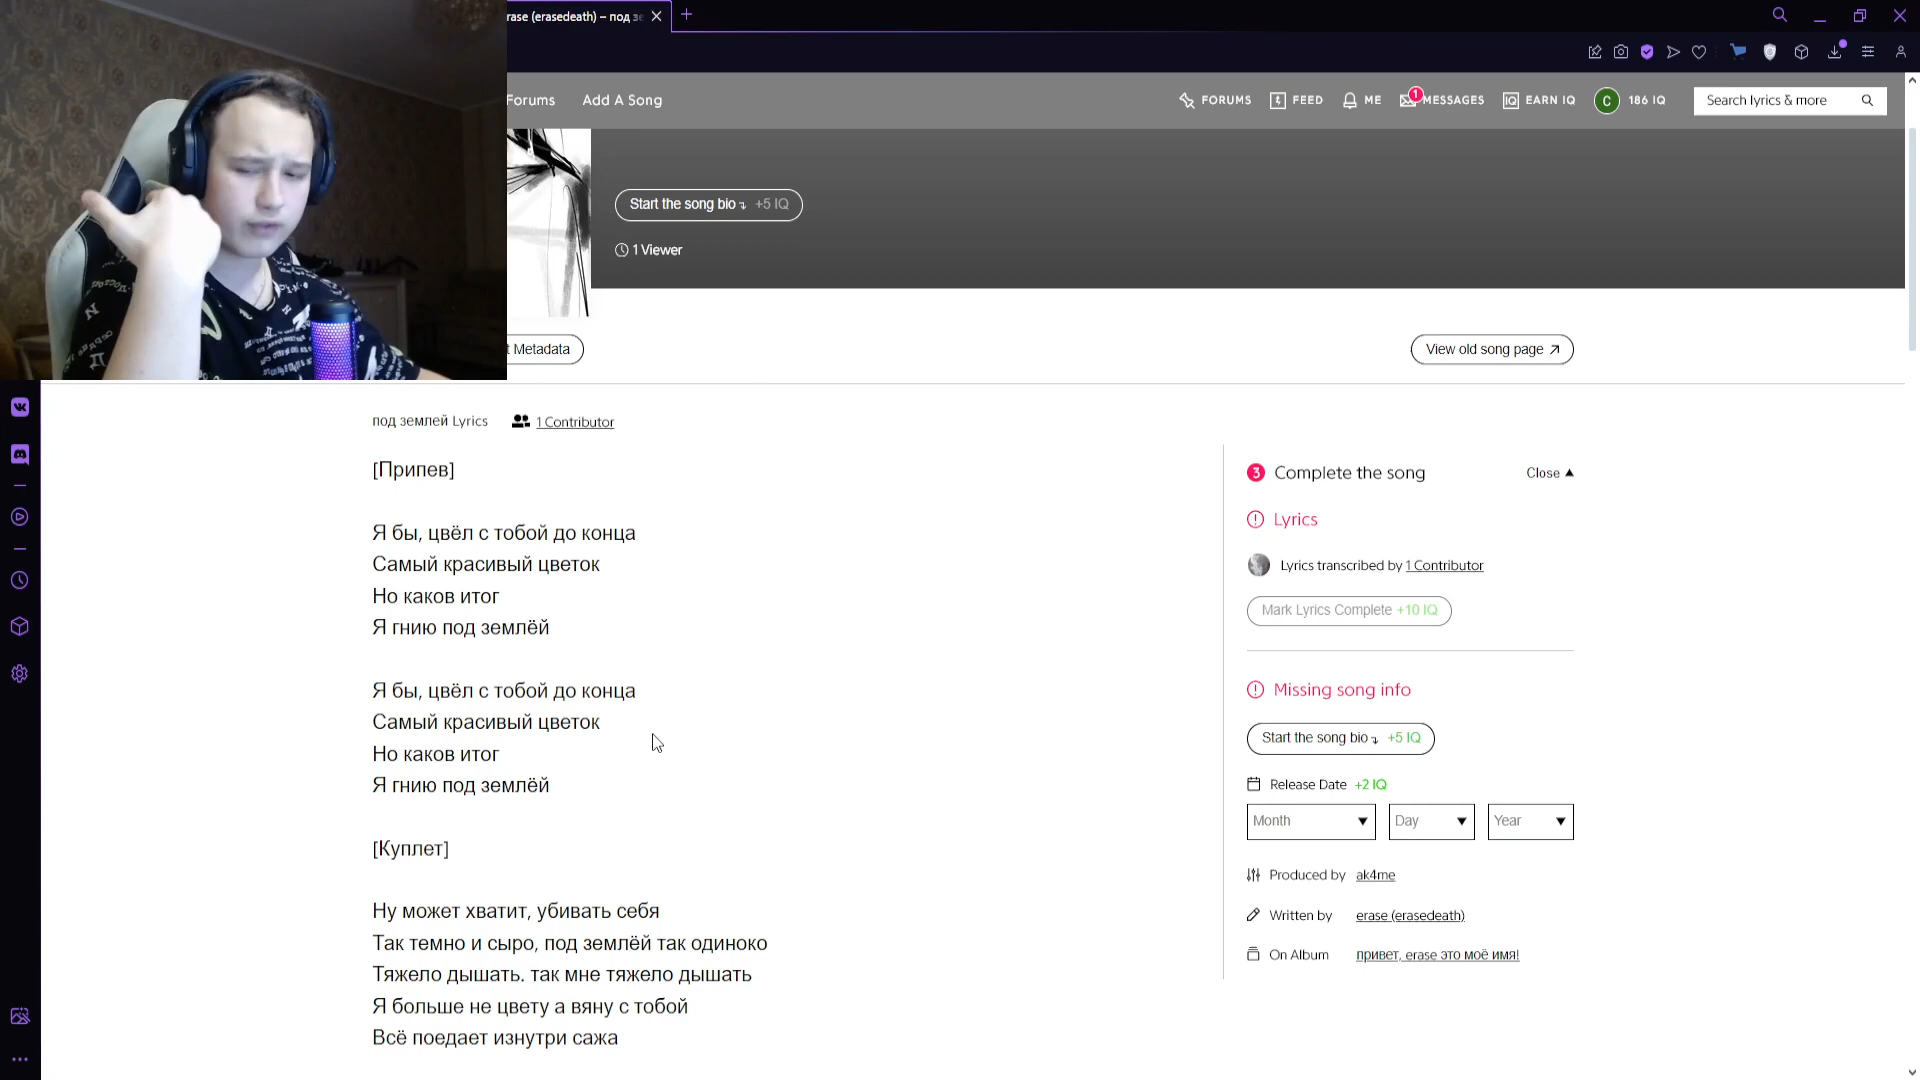 rase (erasedeath) – под зе
Forums
Add A Song
FORUMS
FEED
ME
1
MESSAGES
EARN IQ
C
186 IQ
Search lyrics & more
Start the song bio +5 IQ
1 Viewer
t Metadata
View old song page
под землей Lyrics
1 Contributor
[Припев]
Я бы, цвёл с тобой до конца
Самый красивый цветок
Но каков итог
Я гнию под землёй
Я бы, цвёл с тобой до конца
Самый красивый цветок
Но каков итог
Я гнию под землёй
[Куплет]
Ну может хватит, убивать себя
Так темно и сыро, под землёй так одиноко
Тяжело дышать. так мне тяжело дышать
Я больше не цвету а вяну с тобой
Всё поедает изнутри сажа
3 Complete the song
Close
Lyrics
Lyrics transcribed by 1 Contributor
Mark Lyrics Complete +10 IQ
Missing song info
Start the song bio +5 IQ
Release Date +2 IQ
Month
Day
Year
Produced by ak4me
Written by erase (erasedeath)
On Album привет, erase это моё имя!